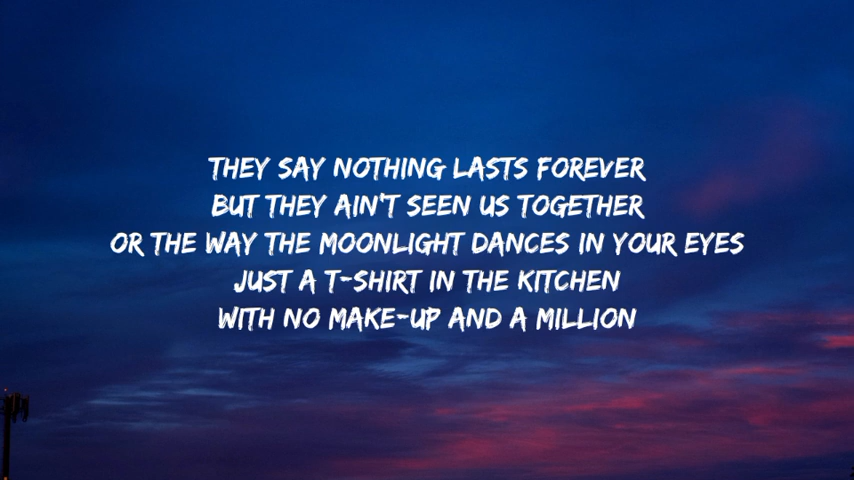 THEY SAY NOTHING LASTS FOREVER
BUT THEY AIN'T SEEN US TOGETHER
OR THE WAY THE MOONLIGHT DANCES IN YOUR EYES
JUST A T-SHIRT IN THE KITCHEN
WITH NO MAKE-UP AND A MILLION